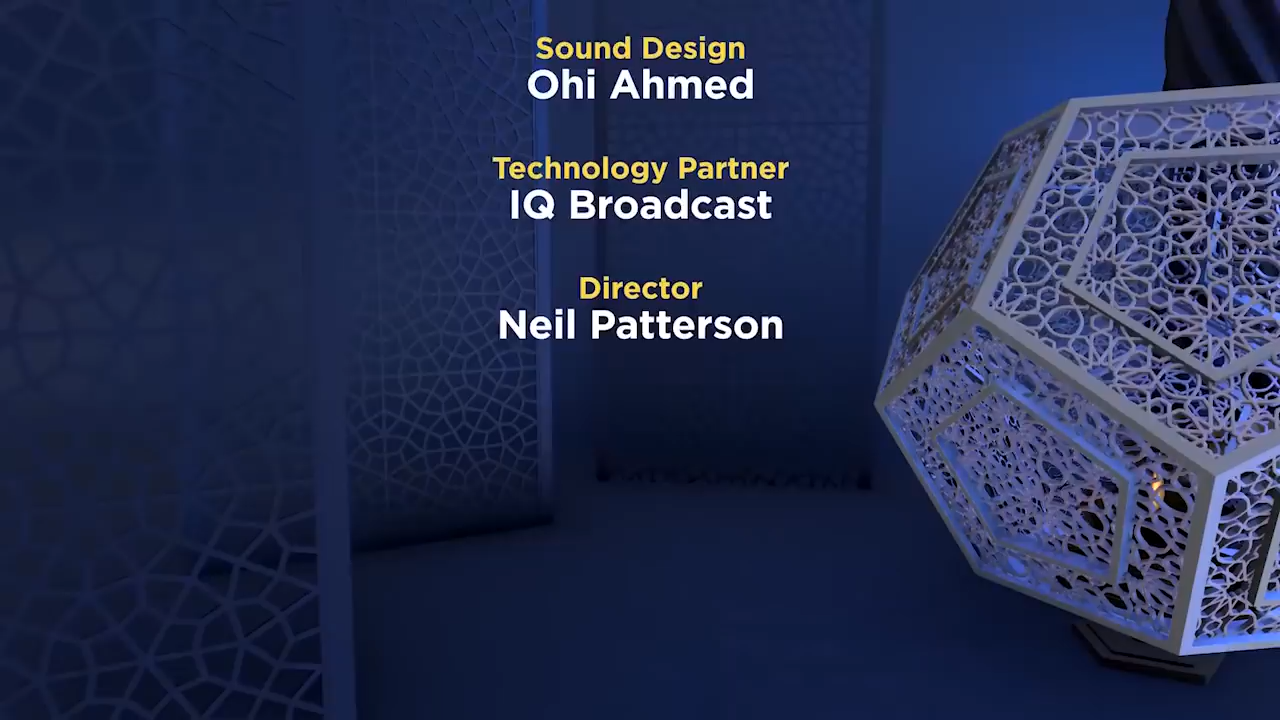 Sound Design
Ohi Ahmed
Technology Partner
IQ Broadcast
Director
Neil Patterson